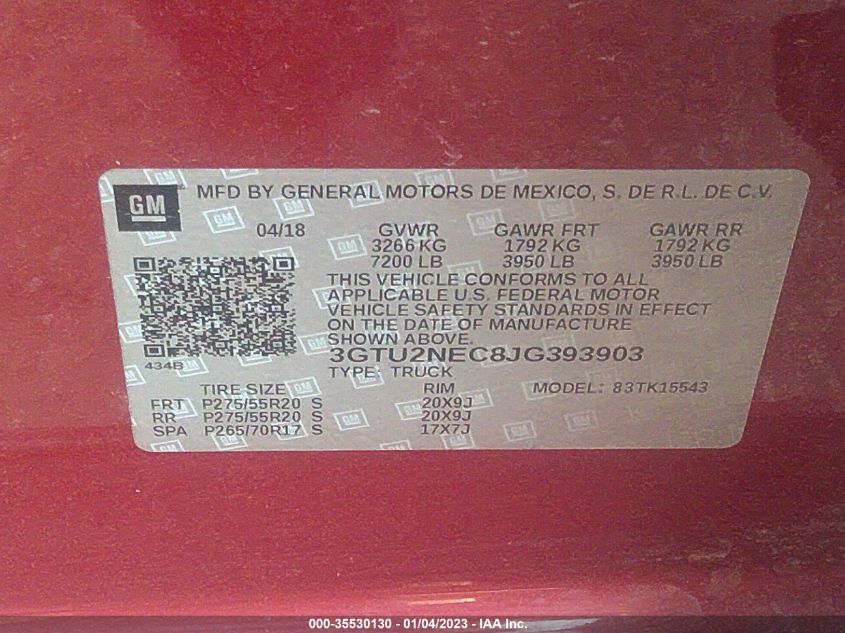 GM MFD BY GENERAL MOTORS DE MEXICO, S. DE R.L. DE C.V.
04/18 GVWR GAWR FRT GAWR RR
3266 KG 1792 KG 1792 KG
7200 LB 3950 LB 3950 LB
THIS VEHICLE CONFORMS TO ALL
APPLICABLE U.S. FEDERAL MOTOR
VEHICLE SAFETY STANDARDS IN EFFECT
ON THE DATE OF MANUFACTURE
SHOWN ABOVE.
434B 3GTU2NEC8JG393903
TYPE: TRUCK
TIRE SIZE RIM MODEL: 83TK15543
FRT P275/55R20 S 20X9J
RR P275/55R20 S 20X9J
SPA P265/70R17 S 17X7J
000-35530130 - 01/04/2023 - IAA Inc.